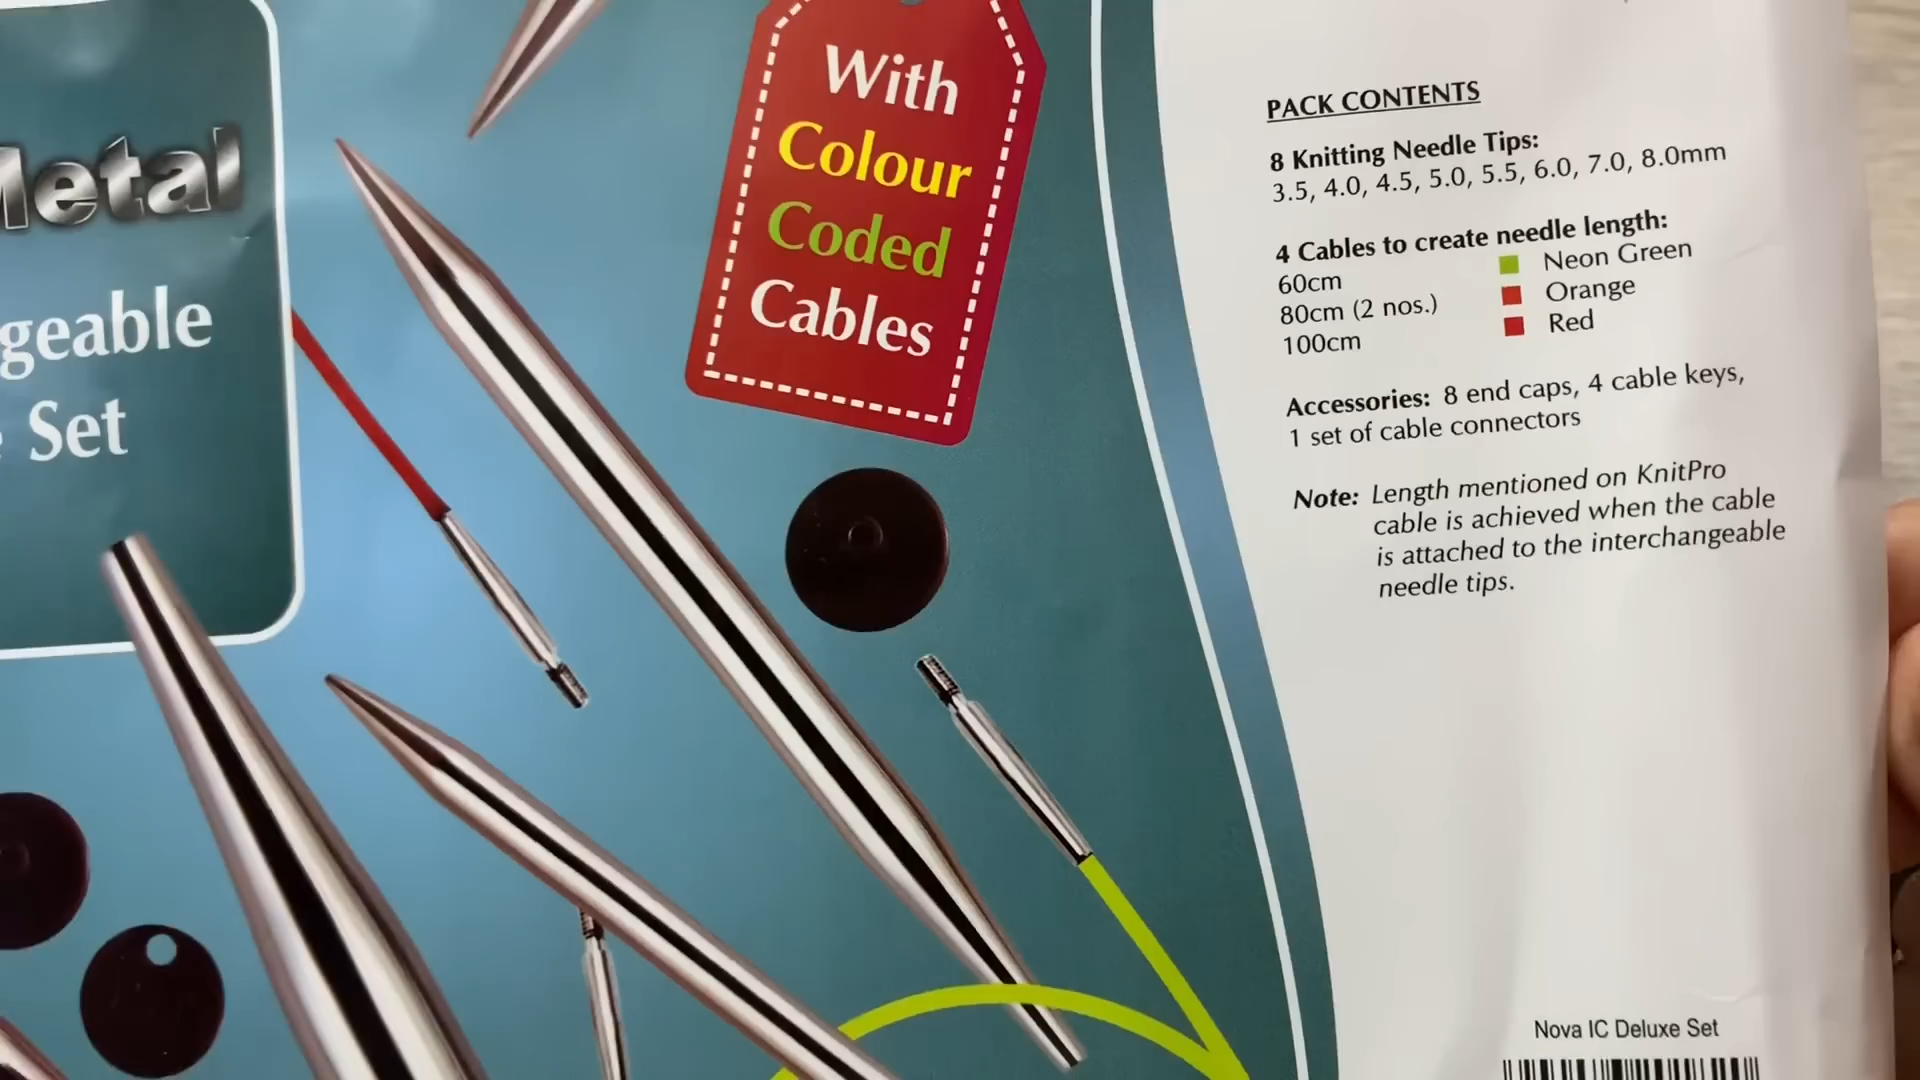 etal
geable
Set
With
Colour
Coded
Cables
PACK CONTENTS
8 Knitting Needle Tips:
3.5, 4.0, 4.5, 5.0, 5.5, 6.0, 7.0, 8.0mm
4 Cables to create needle length:
60cm Neon Green
80cm (2 nos.) Orange
100cm Red
Accessories: 8 end caps, 4 cable keys,
1 set of cable connectors
Note: Length mentioned on KnitPro
cable is achieved when the cable
is attached to the interchangeable
needle tips.
Nova IC Deluxe Set